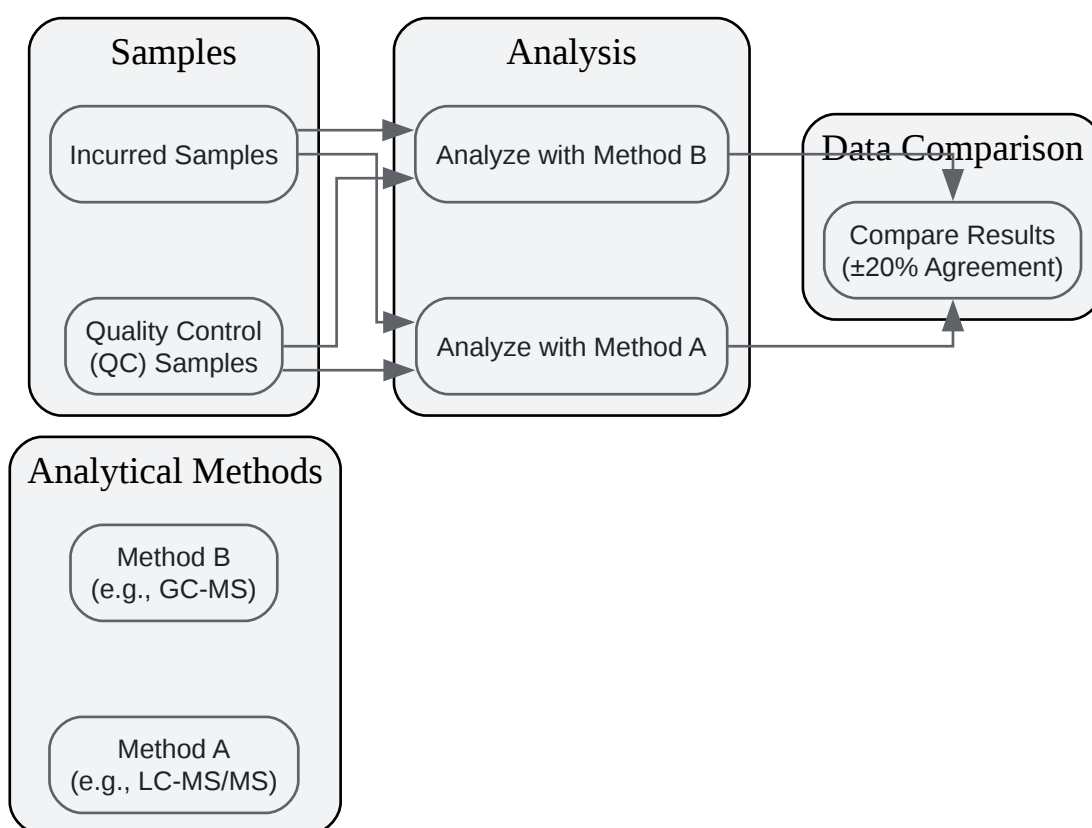 Samples
Incurred Samples
Quality Control
(QC) Samples
Analysis
Analyze with Method B
Analyze with Method A
Data Comparison
Compare Results
(±20% Agreement)
Analytical Methods
Method B
(e.g., GC-MS)
Method A
(e.g., LC-MS/MS)